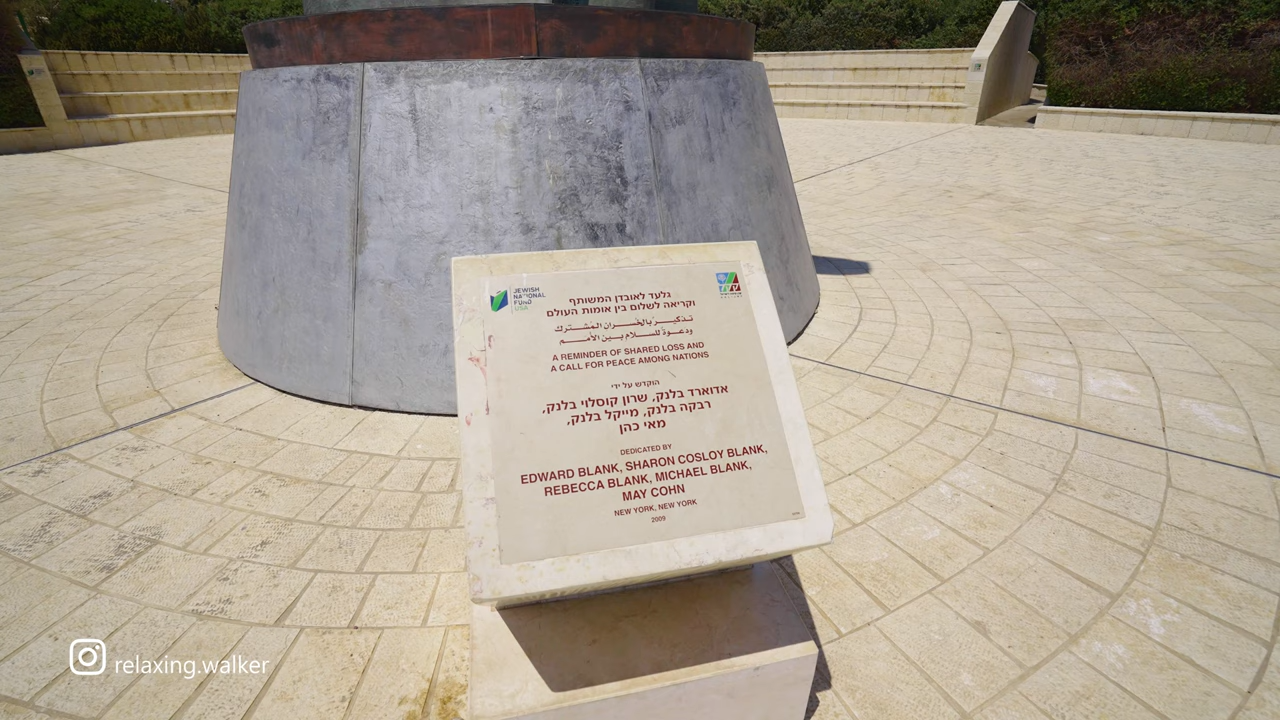 JEWISH
NATIONAL
FUND
USA
גלעד לאובדן המשותף
וקריאה לשלום בין אומות העולם
تذكير بالخسران المشترك
ودعوة للسلام بين الأمم
A REMINDER OF SHARED LOSS AND
A CALL FOR PEACE AMONG NATIONS
הוקדש על ידי
אדוארד בלנק, שרון קוסלוי בלנק,
רבקה בלנק, מייקל בלנק,
מאי כהן
DEDICATED BY
EDWARD BLANK, SHARON COSLOY BLANK,
REBECCA BLANK, MICHAEL BLANK,
MAY COHN
NEW YORK, NEW YORK
2009
relaxing.walker